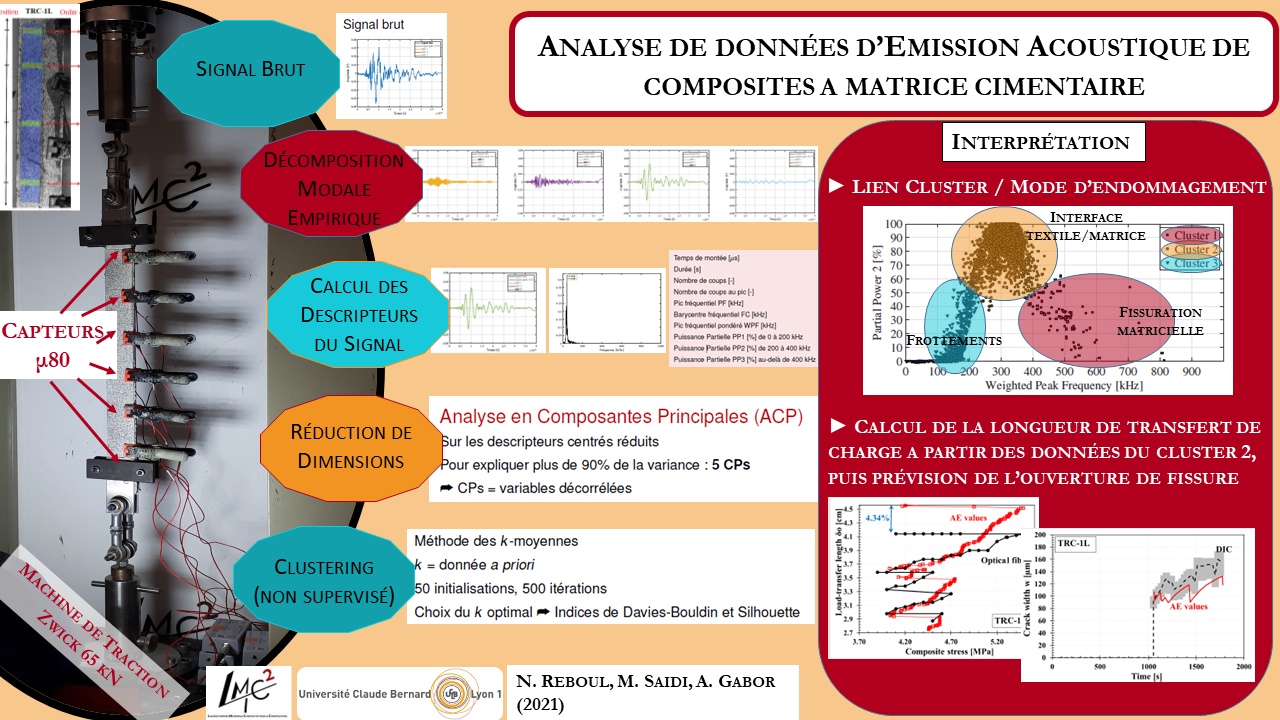 Position TRC-1L Order
SIGNAL BRUT
Signal brut
ANALYSE DE DONNÉES D’EMISSION ACOUSTIQUE DE
COMPOSITES A MATRICE CIMENTAIRE
DÉCOMPOSITION
MODALE
EMPIRIQUE
CALCUL DES
DESCRIPTEURS
DU SIGNAL
Temps de montée [µs]
Durée [s]
Nombre de coups [-]
Nombre de coups au pic [-]
Pic fréquentiel PF [kHz]
Barycentre fréquentiel FC [kHz]
Pic fréquentiel pondéré WPF [kHz]
Puissance Partielle PP1 [%] de 0 à 200 kHz
Puissance Partielle PP2 [%] de 200 à 400 kHz
Puissance Partielle PP3 [%] au-delà de 400 kHz
CAPTEURS
µ80
RÉDUCTION DE
DIMENSIONS
Analyse en Composantes Principales (ACP)
Sur les descripteurs centrés réduits
Pour expliquer plus de 90% de la variance : 5 CPs
➨ CPs = variables décorrélées
CLUSTERING
(NON SUPERVISÉ)
Méthode des k-moyennes
k = donnée a priori
50 initialisations, 500 itérations
Choix du k optimal ➨ Indices de Davies-Bouldin et Silhouette
MACHINE DE TRACTION
ZWICK 65 KN
LMC²
Université Claude Bernard UCB Lyon 1
N. REBOUL, M. SAIDI, A. GABOR
(2021)
INTERPRÉTATION
► LIEN CLUSTER / MODE D’ENDOMMAGEMENT
INTERFACE
TEXTILE/MATRICE
Cluster 1
Cluster 2
Cluster 3
FISSURATION
MATRICIELLE
FROTTEMENTS
Partial Power 2 [%]
100
90
80
70
60
50
40
30
20
10
0
0 100 200 300 400 500 600 700 800 900
Weighted Peak Frequency [kHz]
► CALCUL DE LA LONGUEUR DE TRANSFERT DE
CHARGE A PARTIR DES DONNÉES DU CLUSTER 2,
PUIS PRÉVISION DE L’OUVERTURE DE FISSURE
Load-transfer length δo [cm]
4.5
4.3
4.1
3.9
3.7
3.5
3.3
3.1
2.9
2.7
4.34%
AE values
Optical fib
TRC-1
3.70 4.20 4.70 5.20
Composite stress [MPa]
Crack width [µm]
200
180
160
140
120
100
80
60
40
20
0
TRC-1L
DIC
AE values
0 500 1000 1500 2000
Time [s]